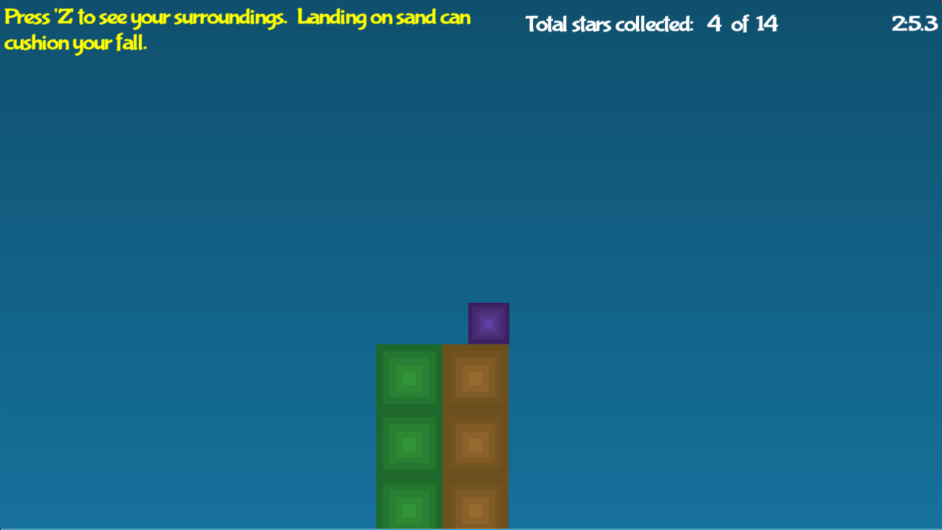 Press 'Z' to see your surroundings. Landing on sand can
cushion your fall.
Total stars collected: 4 of 14
2:5.3